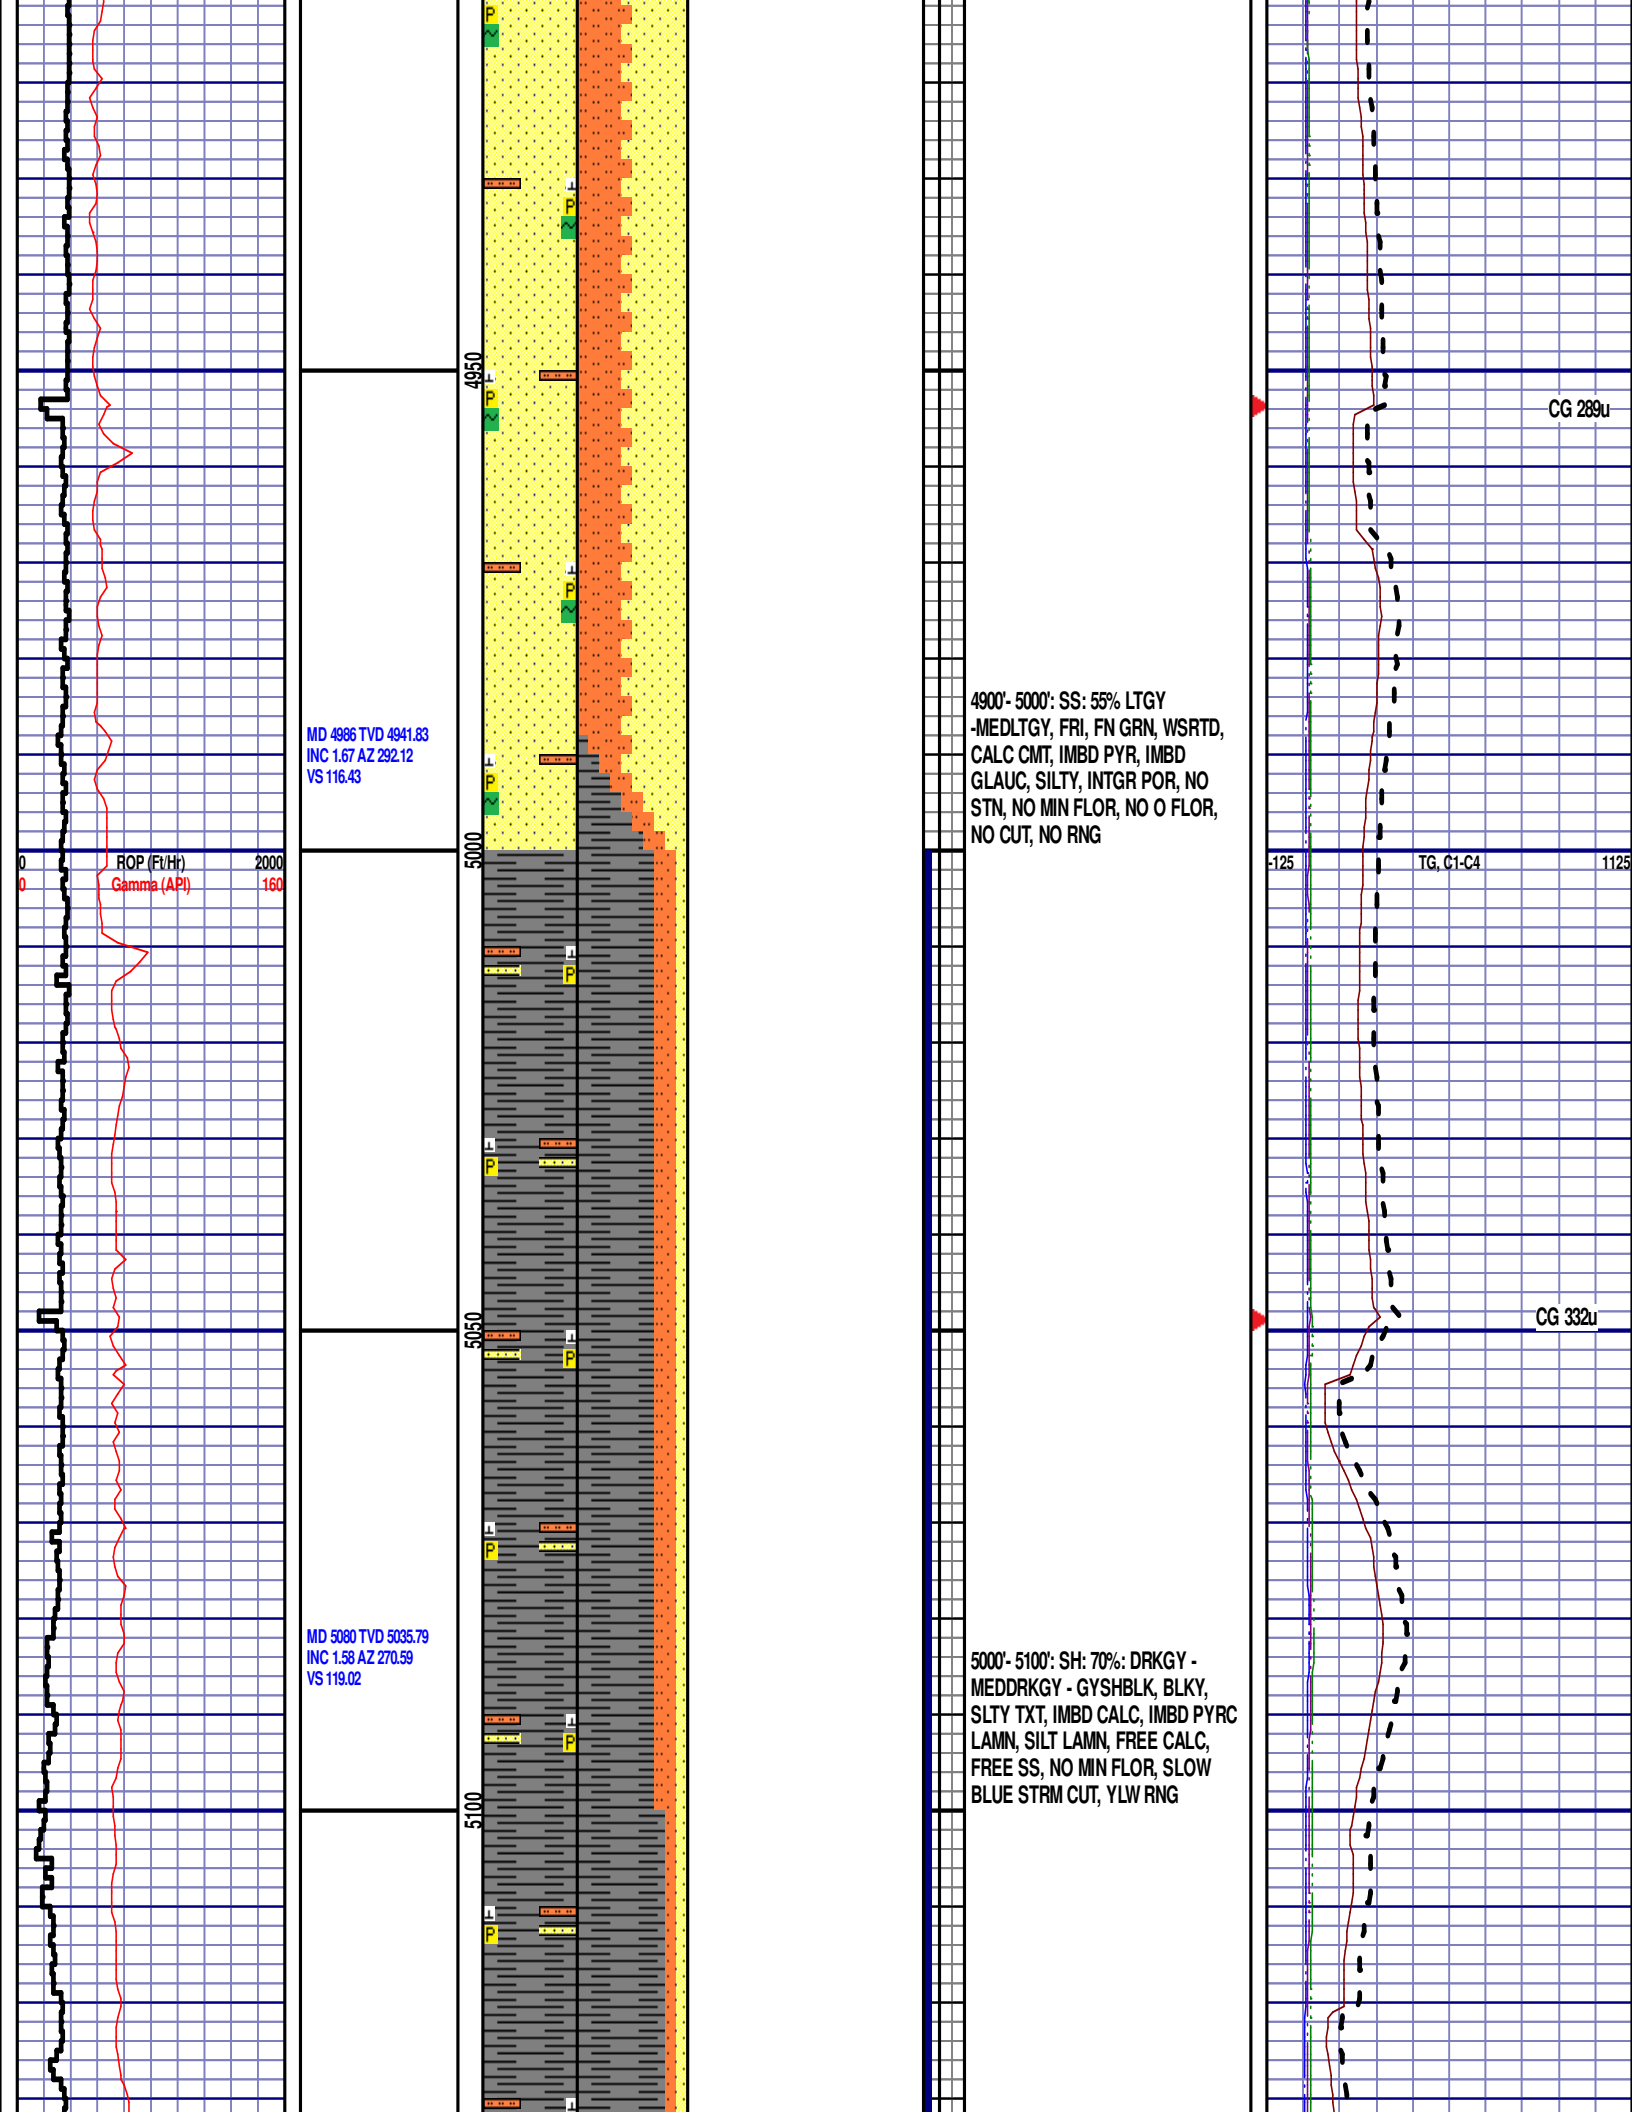 P
P
4950
P
CG 289u
P
4900'- 5000': SS: 55% LTGY
-MEDLTGY, FRI, FN GRN, WSRTD,
CALC CMT, IMBD PYR, IMBD
GLAUC, SILTY, INTGR POR, NO
STN, NO MIN FLOR, NO O FLOR,
NO CUT, NO RNG
MD 4986 TVD 4941.83
INC 1.67 AZ 292.12
VS 116.43
P
5000
0 ROP (Ft/Hr) 2000
0 Gamma (API) 160
-125 TG, C1-C4 1125
P
P
CG 332u
5050
P
P
MD 5080 TVD 5035.79
INC 1.58 AZ 270.59
VS 119.02
5000'- 5100': SH: 70%: DRKGY -
MEDDRKGY - GYSHBLK, BLKY,
SLTY TXT, IMBD CALC, IMBD PYRC
LAMN, SILT LAMN, FREE CALC,
FREE SS, NO MIN FLOR, SLOW
BLUE STRM CUT, YLW RNG
P
5100
P